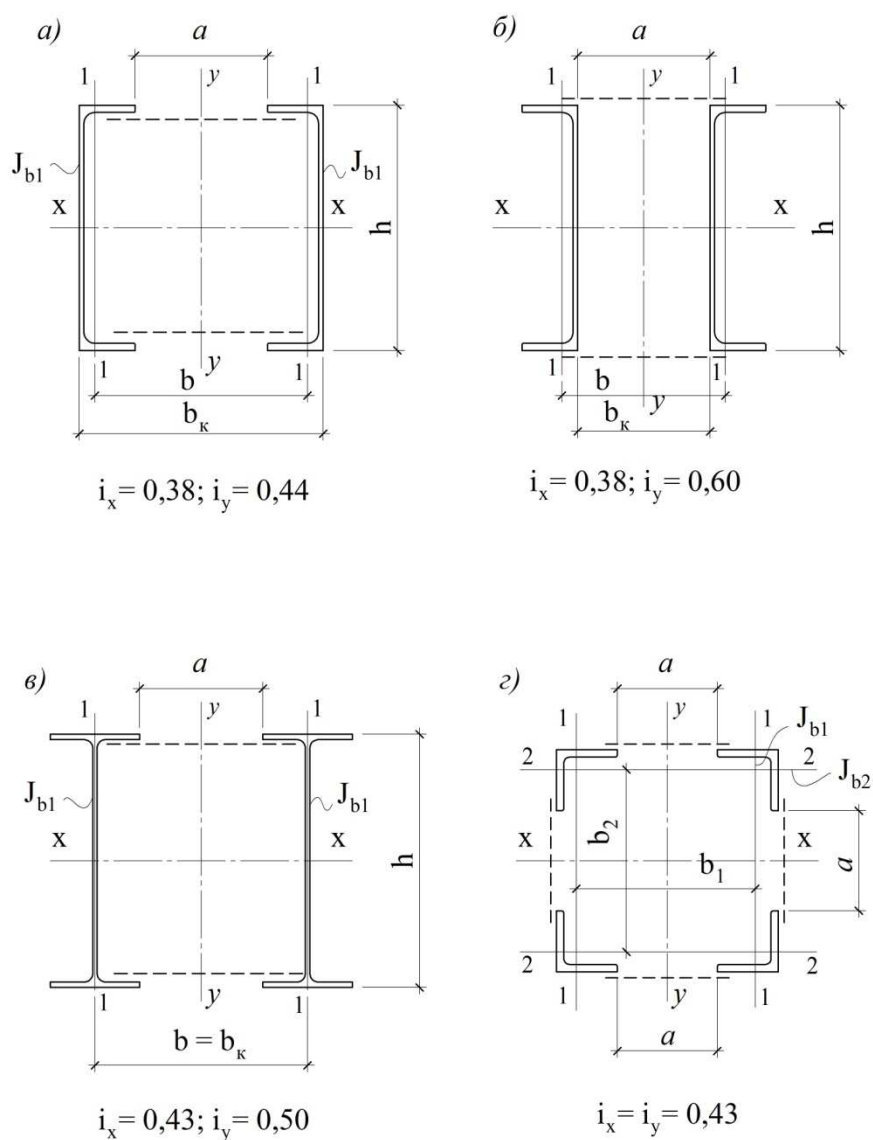 а)
a
б)
a
1
y
1
1
y
1
J_b1
J_b1
x
x
h
x
x
h
1
y
1
1
1
b
b
y
b_к
b_к
i_x = 0,38; i_y = 0,44
i_x = 0,38; i_y = 0,60
в)
a
г)
a
1
y
1
1
y
1
J_b1
2
2
J_b2
J_b1
J_b1
b_2
x
x
h
x
x
b_1
a
2
2
1
y
1
1
y
1
b = b_к
a
i_x = 0,43; i_y = 0,50
i_x = i_y = 0,43